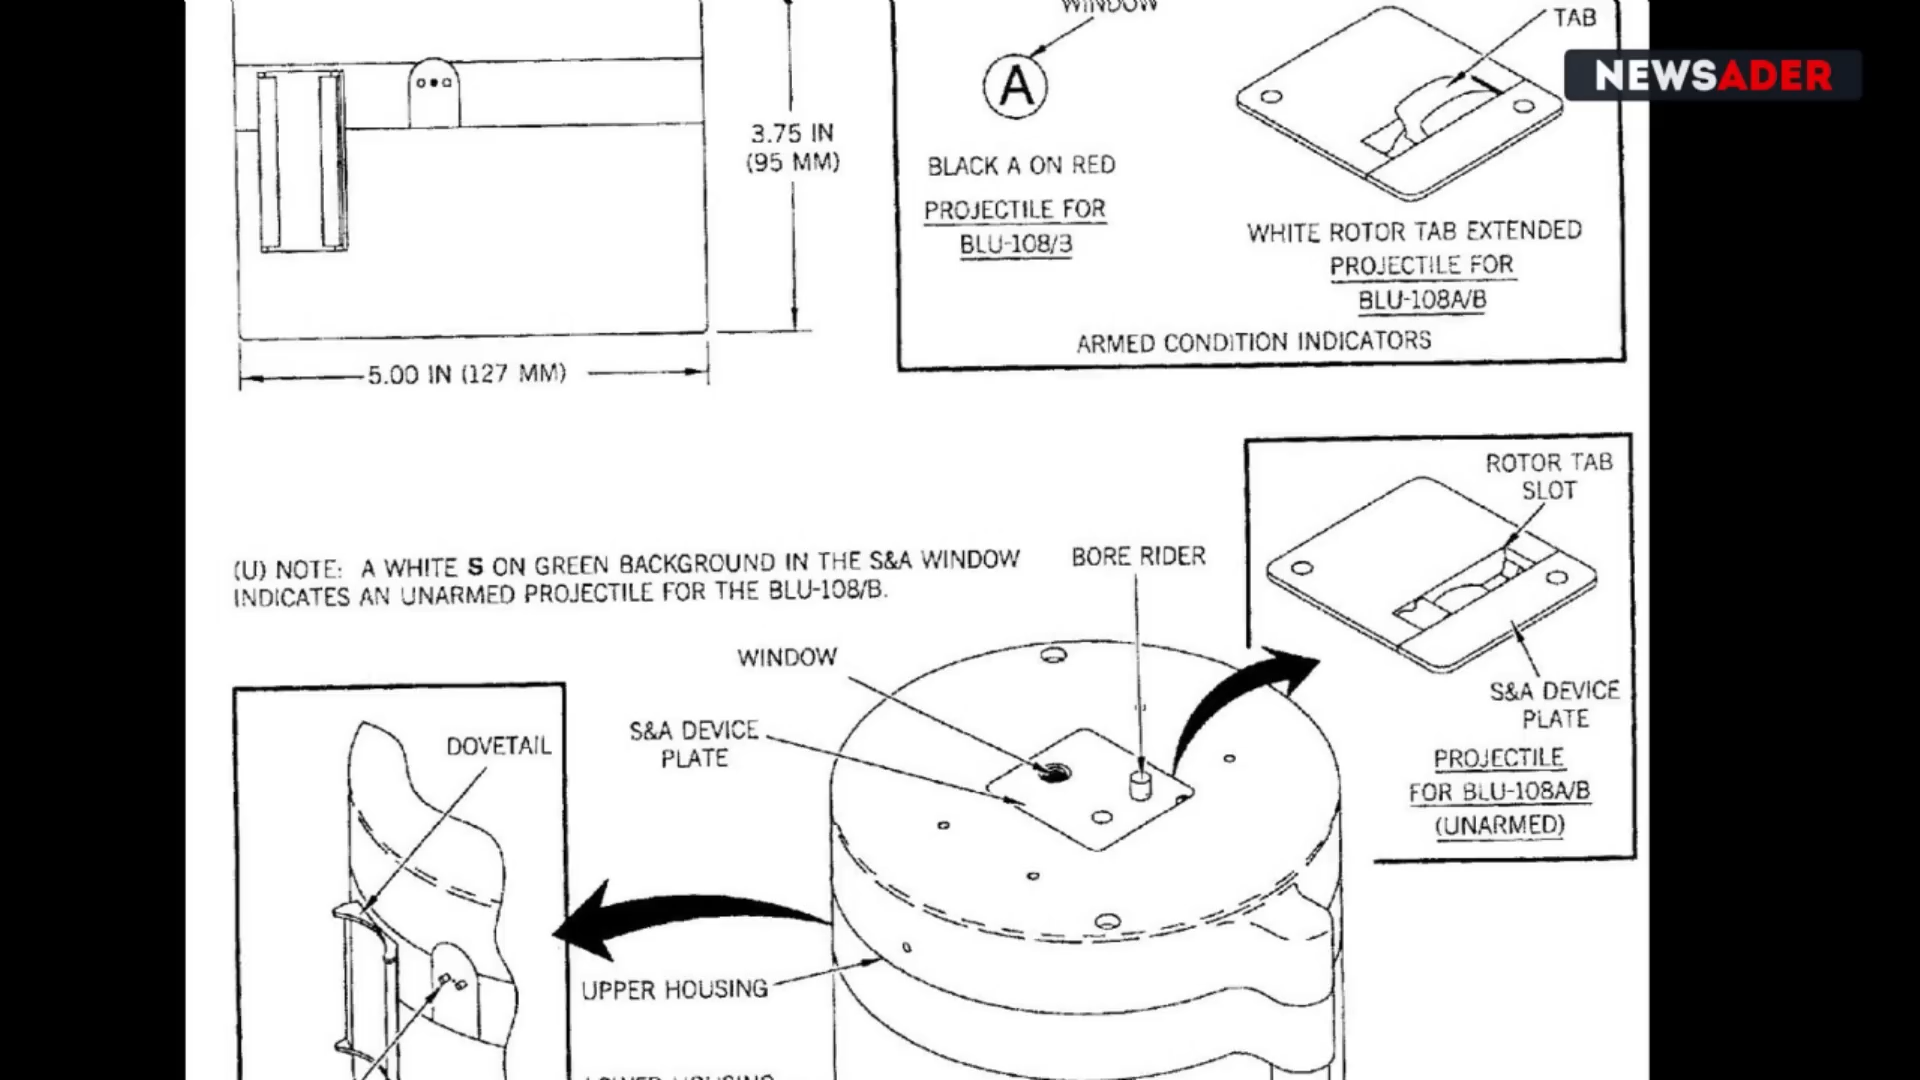 WINDOW
TAB
NEWSADER
A
3.75 IN
(95 MM)
BLACK A ON RED
PROJECTILE FOR
BLU-108/B
WHITE ROTOR TAB EXTENDED
PROJECTILE FOR
BLU-108A/B
ARMED CONDITION INDICATORS
5.00 IN (127 MM)
ROTOR TAB
SLOT
(U) NOTE: A WHITE S ON GREEN BACKGROUND IN THE S&A WINDOW
INDICATES AN UNARMED PROJECTILE FOR THE BLU-108/B.
BORE RIDER
WINDOW
S&A DEVICE
PLATE
S&A DEVICE
PLATE
DOVETAIL
PROJECTILE
FOR BLU-108A/B
(UNARMED)
UPPER HOUSING
LOWER HOUSING